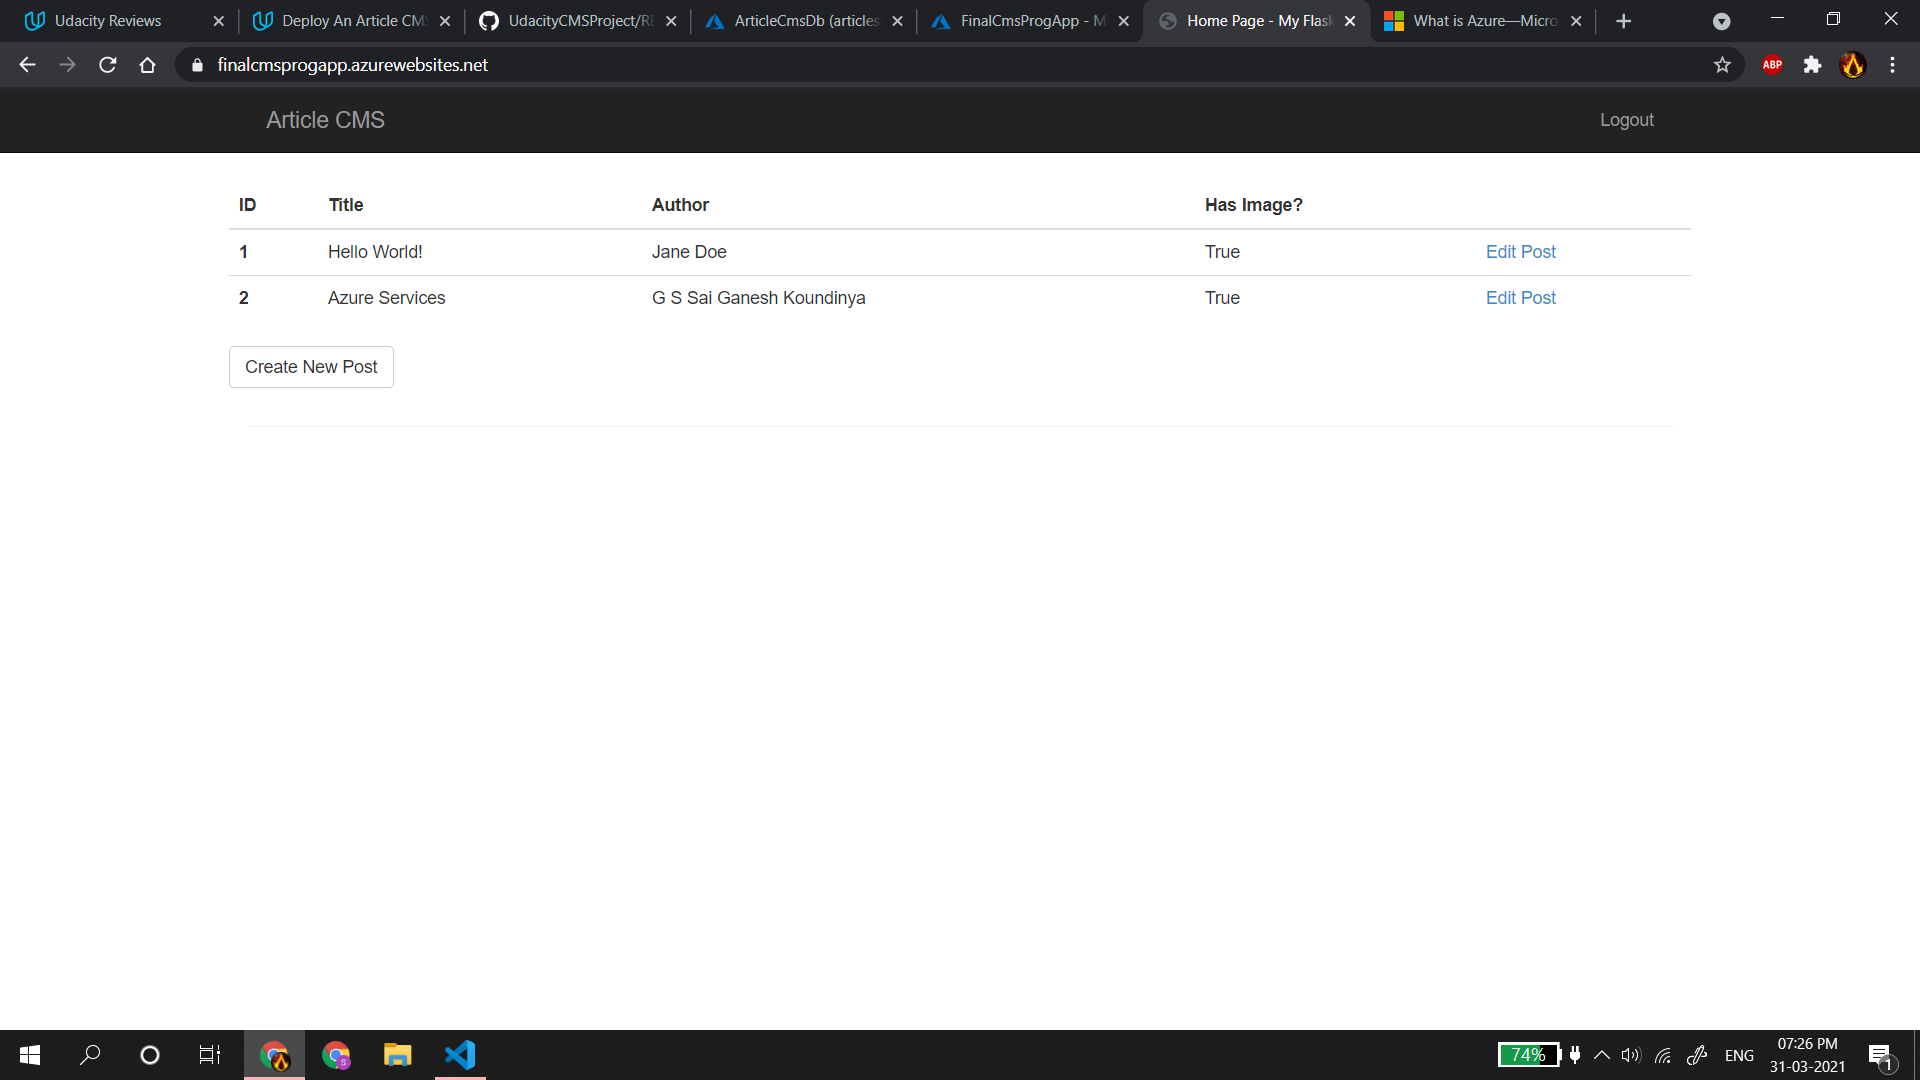 Udacity Reviews
Deploy An Article CMS
UdacityCMSProject/RE
ArticleCmsDb (articles
FinalCmsProgApp - M
Home Page - My Flask
What is Azure—Micro
finalcmsprogapp.azurewebsites.net
ABP
Article CMS
Logout
ID Title Author Has Image?
1 Hello World! Jane Doe True Edit Post
2 Azure Services G S Sai Ganesh Koundinya True Edit Post
Create New Post
S
74%
ENG
07:26 PM
31-03-2021
1